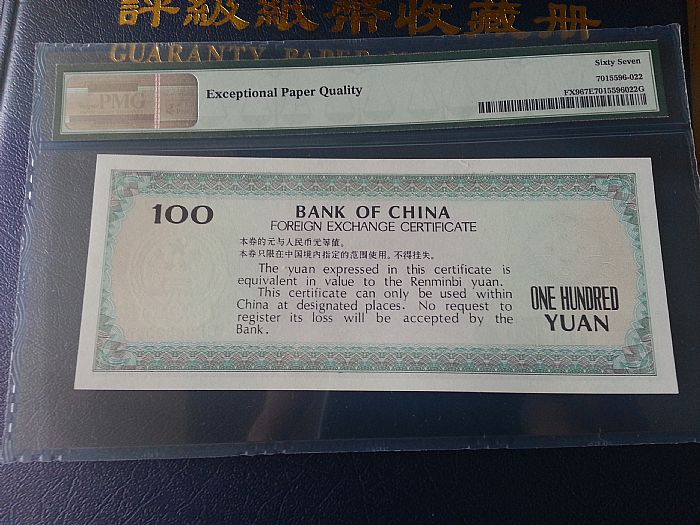 評級紙幣收藏册
GUARANTY PAPER
PMG
Exceptional Paper Quality
Sixty Seven
7015596-022
FX967E7015596022G
100
BANK OF CHINA
FOREIGN EXCHANGE CERTIFICATE
本券的元与人民币元等值。
本券只限在中国境内指定的范围使用。不得挂失。
The yuan expressed in this certificate is
equivalent in value to the Renminbi yuan.
This certificate can only be used within
China at designated places. No request to
register its loss will be accepted by the
Bank.
ONE HUNDRED
YUAN